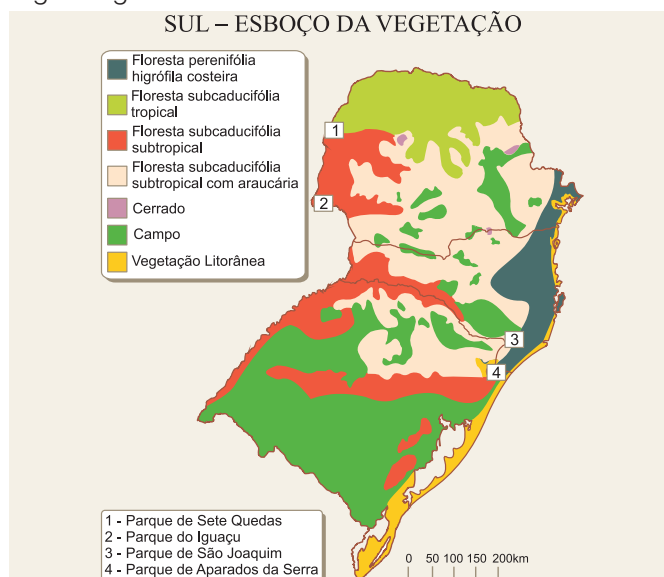 SUL – ESBOÇO DA VEGETAÇÃO
Floresta perenifólia
higrófila costeira
Floresta subcaducifólia
tropical
Floresta subcaducifólia
subtropical
Floresta subcaducifólia
subtropical com araucária
Cerrado
Campo
Vegetação Litorânea
1
2
3
4
1 - Parque de Sete Quedas
2 - Parque do Iguaçu
3 - Parque de São Joaquim
4 - Parque de Aparados da Serra
0 50 100 150 200km